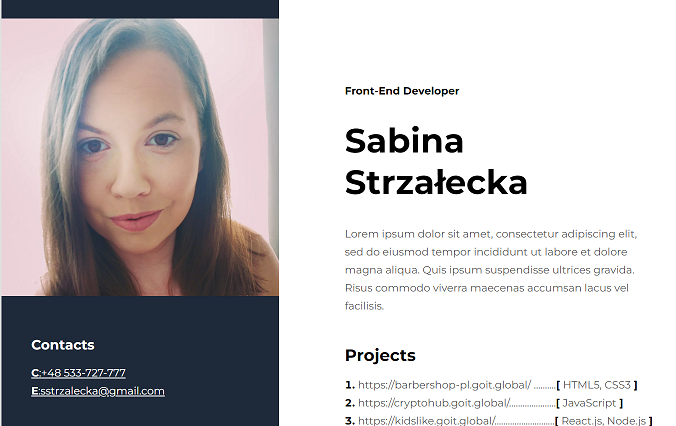 Front-End Developer
Sabina
Strzałecka
Lorem ipsum dolor sit amet, consectetur adipiscing elit,
sed do eiusmod tempor incididunt ut labore et dolore
magna aliqua. Quis ipsum suspendisse ultrices gravida.
Risus commodo viverra maecenas accumsan lacus vel
facilisis.
Projects
1. https://barbershop-pl.goit.global/ ..........[ HTML5, CSS3 ]
2. https://cryptohub.goit.global/.....................[ JavaScript ]
3. https://kidslike.goit.global/...........................[ React.js, Node.js ]
Contacts
C:+48 533-727-777
E:sstrzalecka@gmail.com